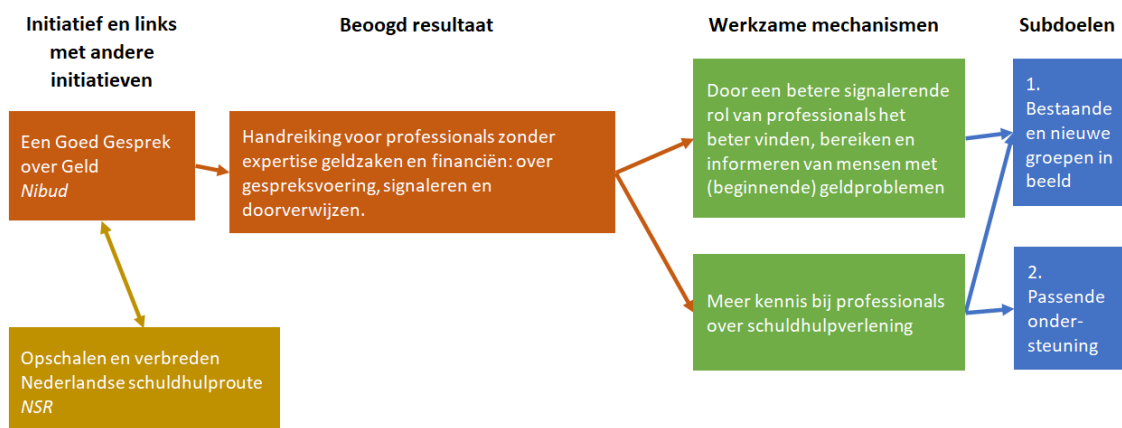 Initiatief en links
met andere
initiatieven
Beoogd resultaat
Werkzame mechanismen
Subdoelen
Een Goed Gesprek
over Geld
Nibud
Handreiking voor professionals zonder
expertise geldzaken en financiën: over
gespreksvoering, signaleren en
doorverwijzen.
Door een betere signalerende
rol van professionals het
beter vinden, bereiken en
informeren van mensen met
(beginnende) geldproblemen
1.
Bestaande
en nieuwe
groepen in
beeld
Meer kennis bij professionals
over schuldhulpverlening
2.
Passende
onder-
steuning
Opschalen en verbreden
Nederlandse schuldhulproute
NSR